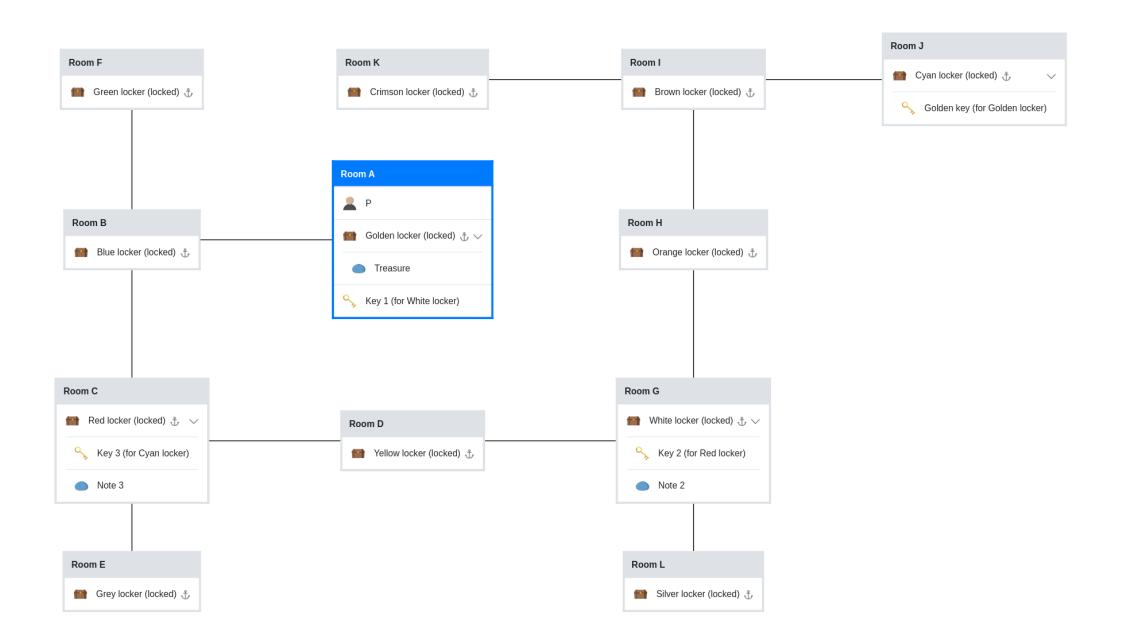 Room F
Green locker (locked)
Room K
Crimson locker (locked)
Room I
Brown locker (locked)
Room J
Cyan locker (locked)
Golden key (for Golden locker)
Room A
P
Golden locker (locked)
Treasure
Key 1 (for White locker)
Room B
Blue locker (locked)
Room H
Orange locker (locked)
Room C
Red locker (locked)
Key 3 (for Cyan locker)
Note 3
Room D
Yellow locker (locked)
Room G
White locker (locked)
Key 2 (for Red locker)
Note 2
Room E
Grey locker (locked)
Room L
Silver locker (locked)